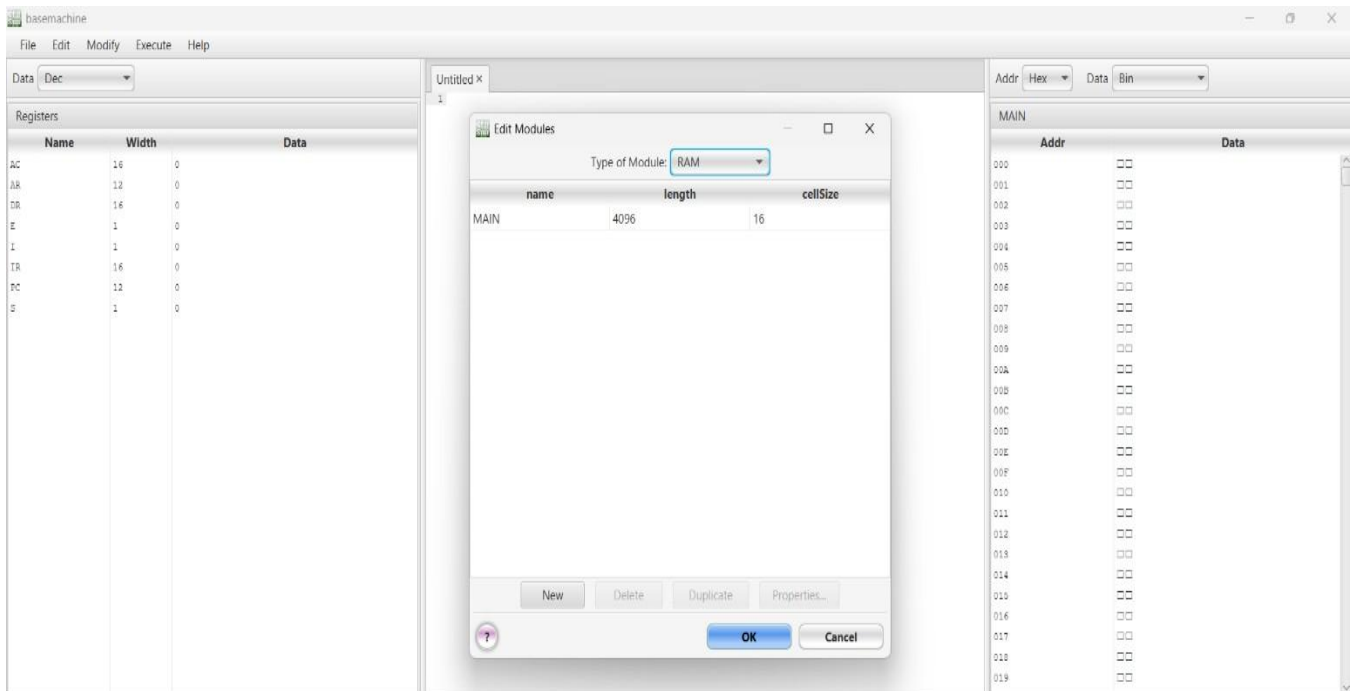 basemachine
File Edit Modify Execute Help
Data Dec
Registers
Name Width Data
AC 16 0
AR 12 0
DR 16 0
E 1 0
I 1 0
IR 16 0
PC 12 0
S 1 0
Untitled ×
1
Edit Modules
Type of Module: RAM
name length cellSize
MAIN 4096 16
New Delete Duplicate Properties...
? OK Cancel
Addr Hex Data Bin
MAIN
Addr Data
000 □□
001 □□
002 □□
003 □□
004 □□
005 □□
006 □□
007 □□
008 □□
009 □□
00A □□
00B □□
00C □□
00D □□
00E □□
00F □□
010 □□
011 □□
012 □□
013 □□
014 □□
015 □□
016 □□
017 □□
018 □□
019 □□